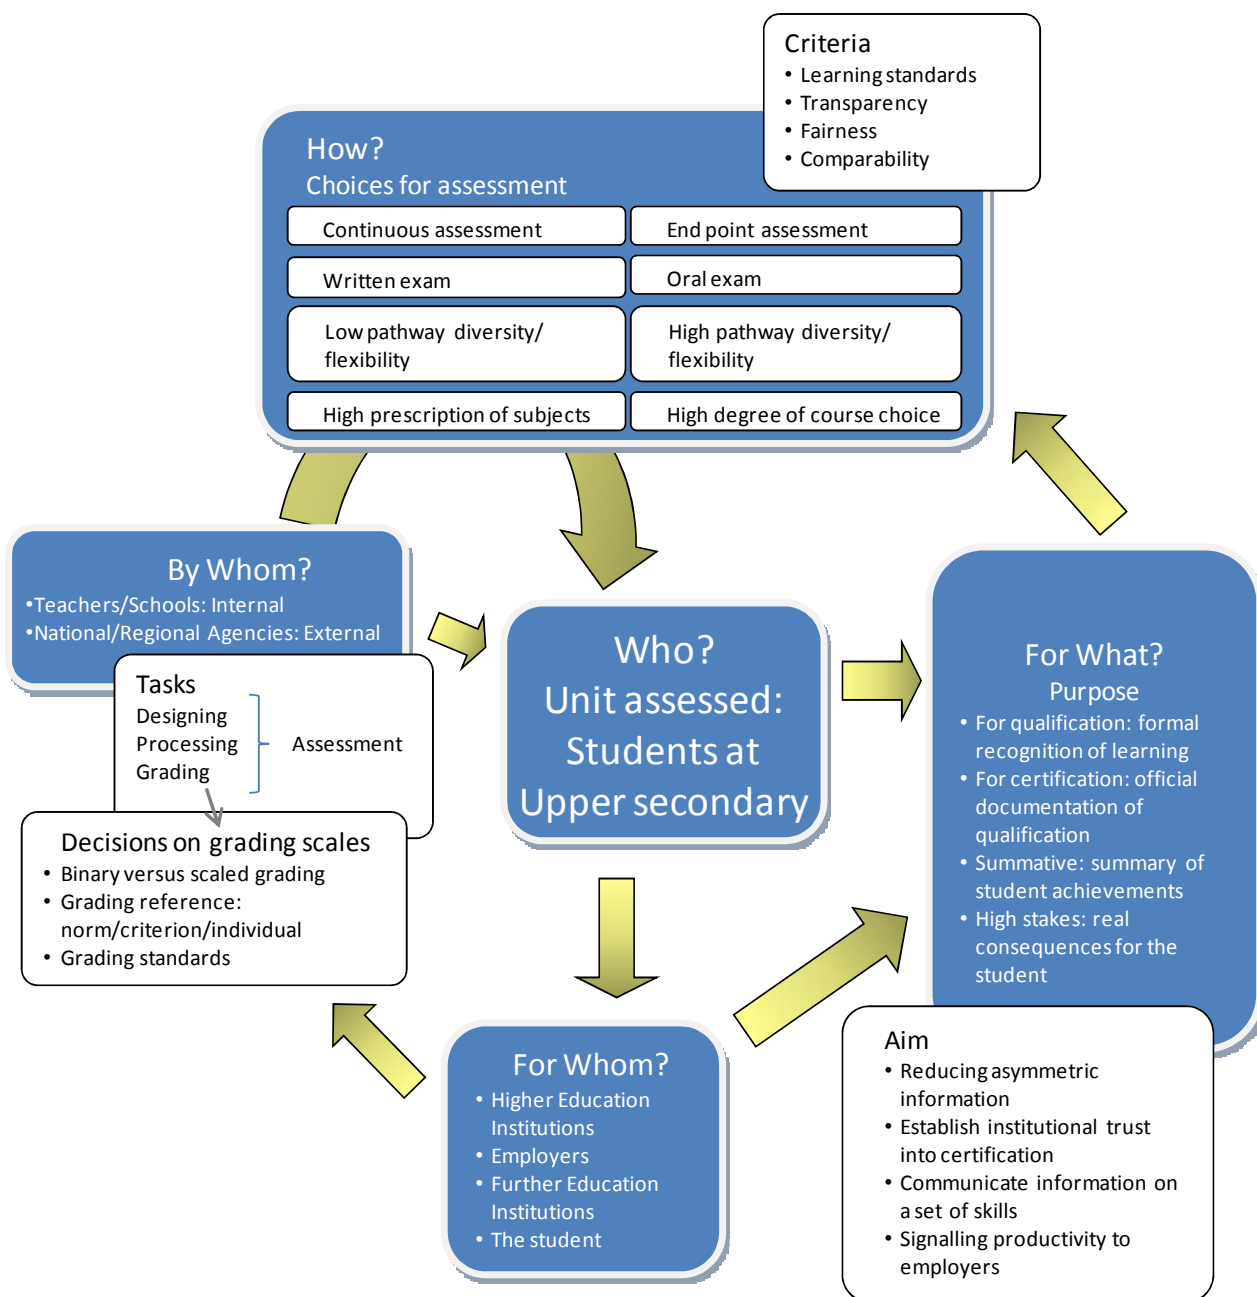 Criteria
• Learning standards
• Transparency
• Fairness
• Comparability
How?
Choices for assessment
Continuous assessment
End point assessment
Written exam
Oral exam
Low pathway diversity/
flexibility
High pathway diversity/
flexibility
High prescription of subjects
High degree of course choice
By Whom?
•Teachers/Schools: Internal
•National/Regional Agencies: External
Tasks
Designing
Processing
Grading
Assessment
Decisions on grading scales
• Binary versus scaled grading
• Grading reference:
norm/criterion/individual
• Grading standards
Who?
Unit assessed:
Students at
Upper secondary
For What?
Purpose
• For qualification: formal
recognition of learning
• For certification: official
documentation of
qualification
• Summative: summary of
student achievements
• High stakes: real
consequences for the
student
For Whom?
• Higher Education
Institutions
• Employers
• Further Education
Institutions
• The student
Aim
• Reducing asymmetric
information
• Establish institutional trust
into certification
• Communicate information on
a set of skills
• Signalling productivity to
employers